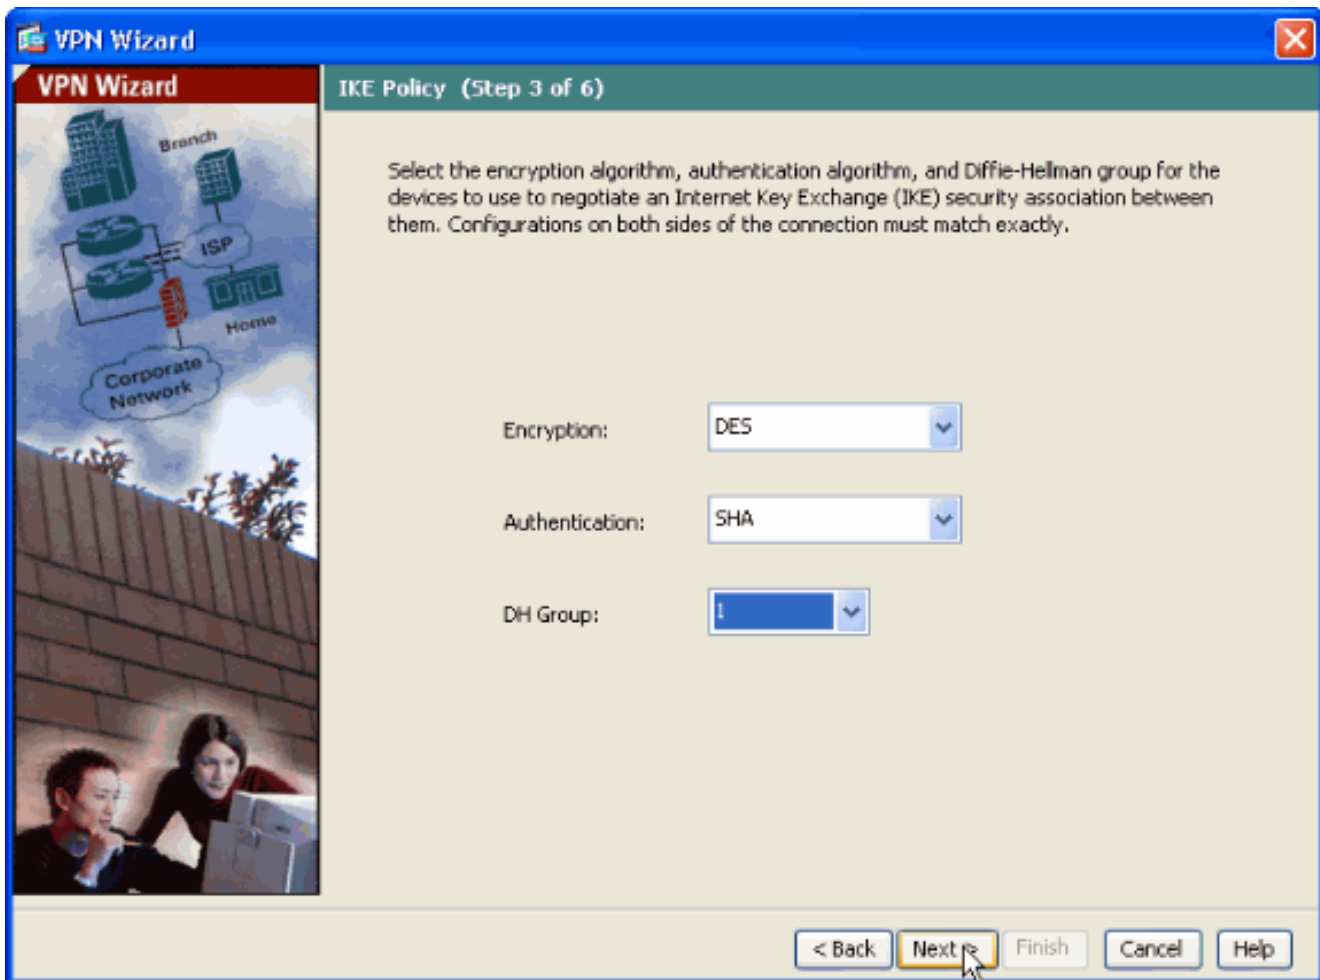 VPN Wizard
VPN Wizard
IKE Policy (Step 3 of 6)
Branch
ISP
Home
Corporate
Network
Select the encryption algorithm, authentication algorithm, and Diffie-Hellman group for the
devices to use to negotiate an Internet Key Exchange (IKE) security association between
them. Configurations on both sides of the connection must match exactly.
Encryption: DES
Authentication: SHA
DH Group: 1
< Back Next > Finish Cancel Help